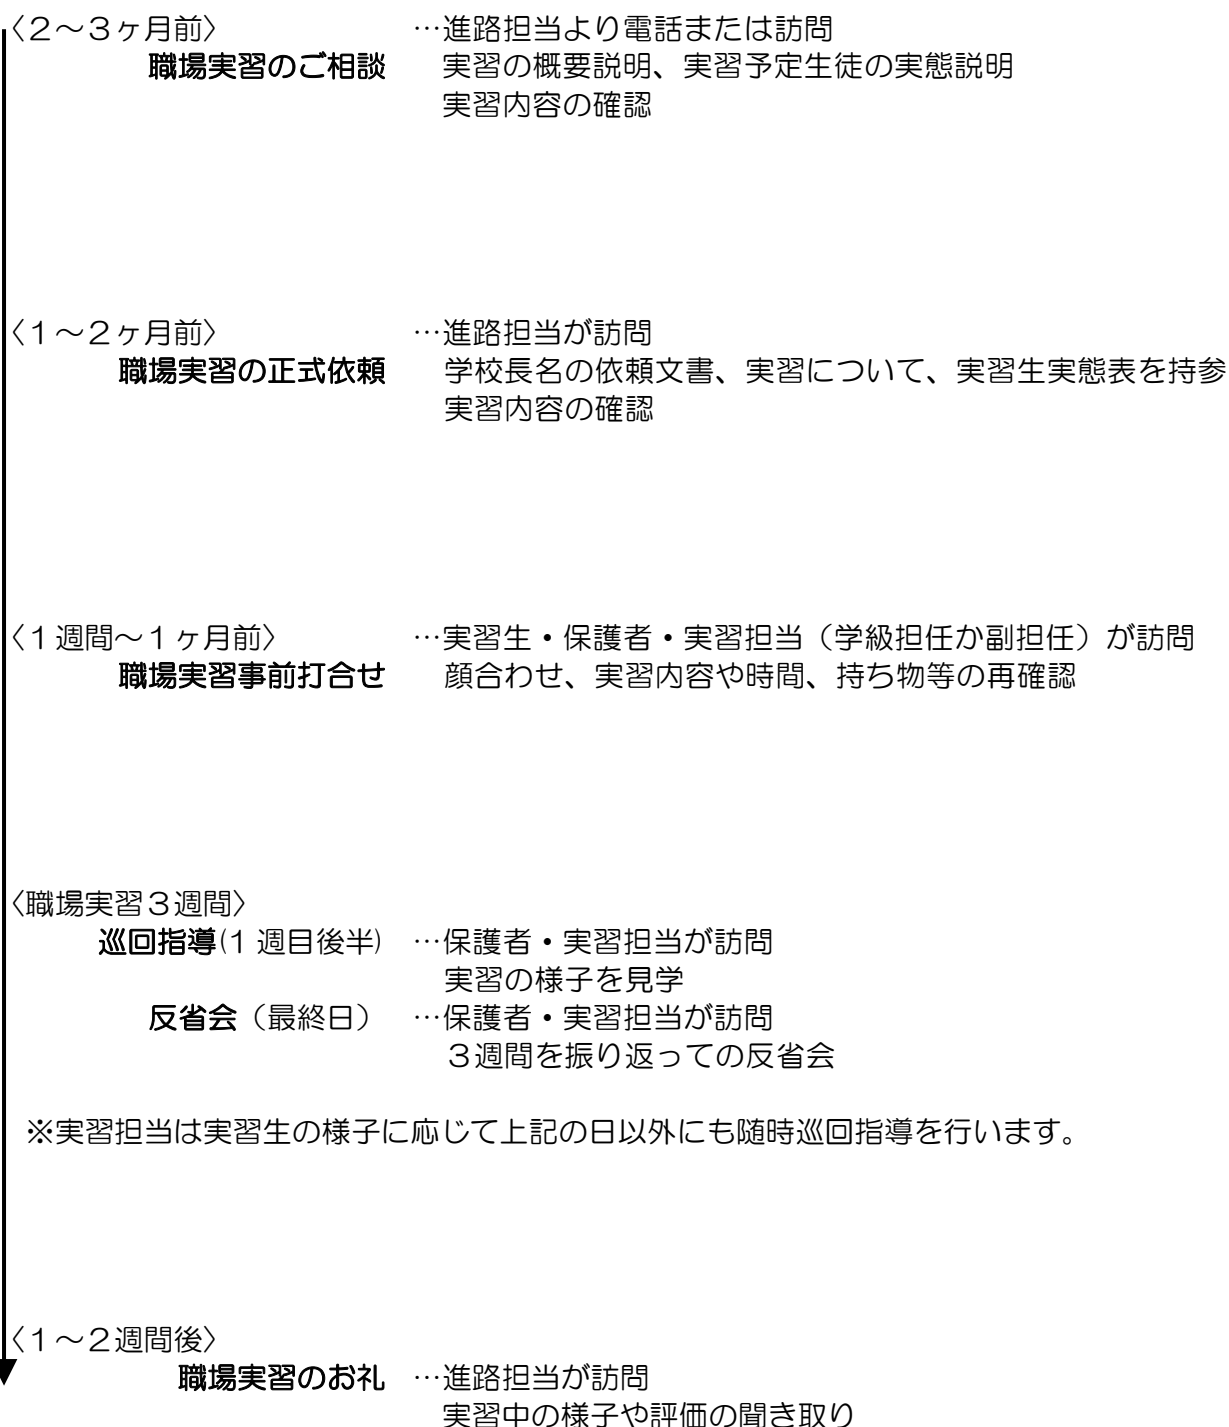 〈２～３ヶ月前〉 …進路担当より電話または訪問
職場実習のご相談 実習の概要説明、実習予定生徒の実態説明
実習内容の確認
〈１～２ヶ月前〉 …進路担当が訪問
職場実習の正式依頼 学校長名の依頼文書、実習について、実習生実態表を持参
実習内容の確認
〈１週間～１ヶ月前〉 …実習生・保護者・実習担当（学級担任か副担任）が訪問
職場実習事前打合せ 顔合わせ、実習内容や時間、持ち物等の再確認
〈職場実習３週間〉
巡回指導(１週目後半) …保護者・実習担当が訪問
実習の様子を見学
反省会（最終日） …保護者・実習担当が訪問
３週間を振り返っての反省会
※実習担当は実習生の様子に応じて上記の日以外にも随時巡回指導を行います。
〈１～２週間後〉
職場実習のお礼 …進路担当が訪問
実習中の様子や評価の聞き取り